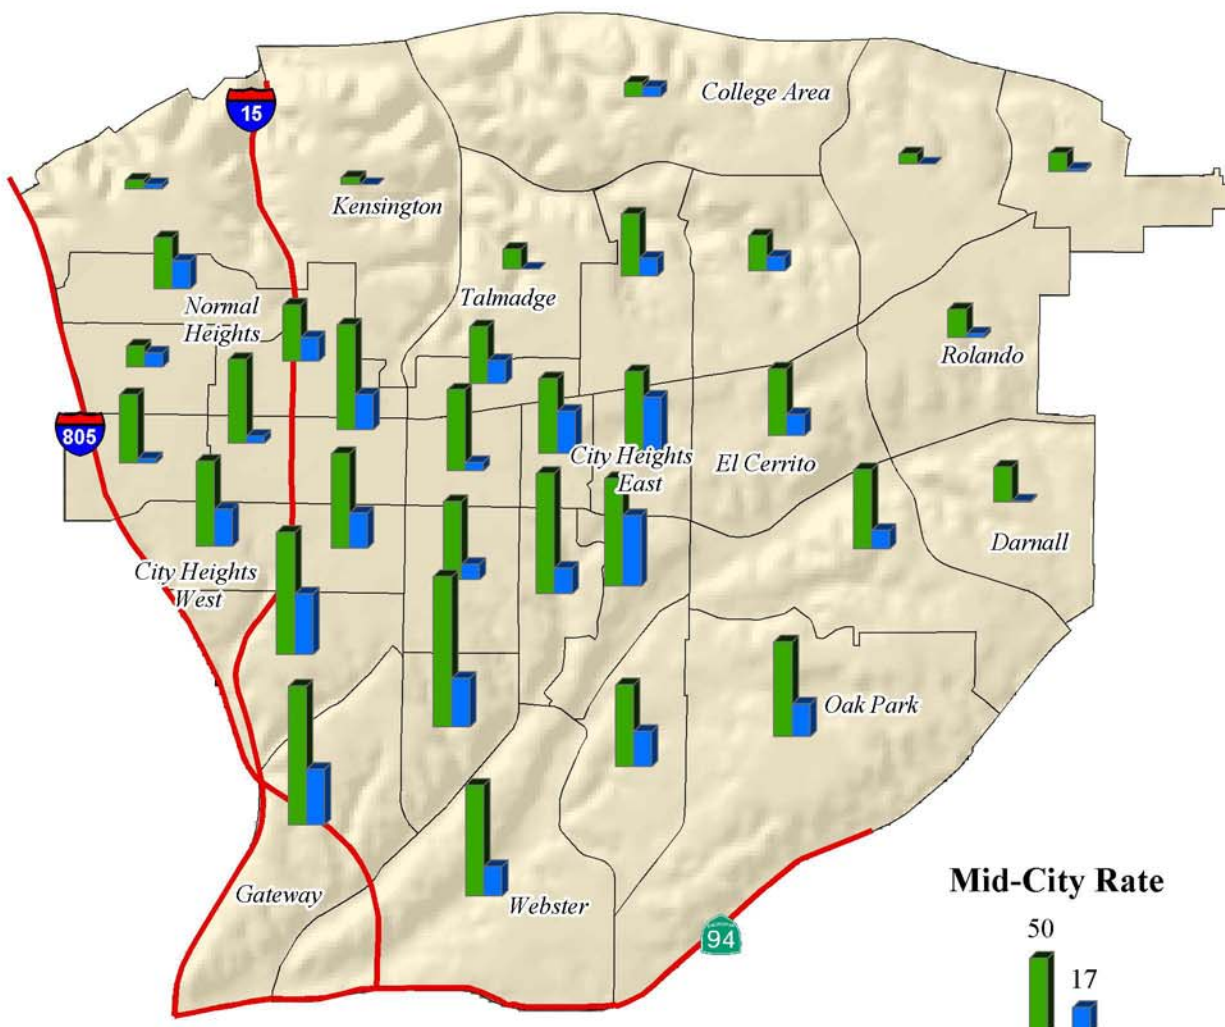 15
College Area
Kensington
Normal
Heights
Talmadge
Rolando
805
City Heights
East
El Cerrito
Darnall
City Heights
West
Oak Park
Gateway
Webster
94
Mid-City Rate
50
17